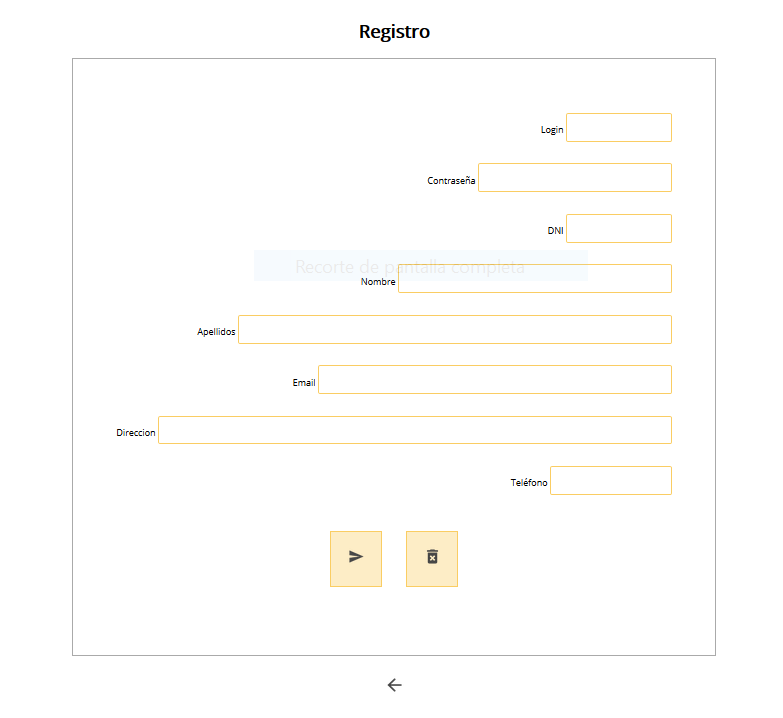 Registro
Login
Contraseña
DNI
Recorte de pantalla completa
Nombre
Apellidos
Email
Direccion
Teléfono